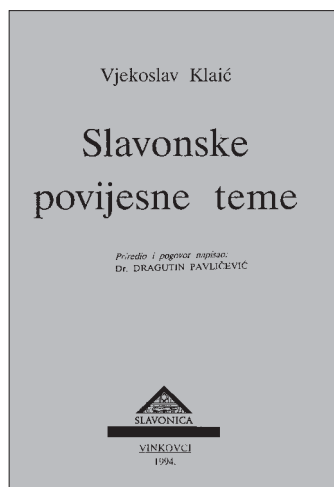 Vjekoslav Klaić
Slavonske
povijesne teme
Priredio i pogovor napisao:
Dr. DRAGUTIN PAVLIČEVIĆ
SLAVONICA
VINKOVCI
1994.